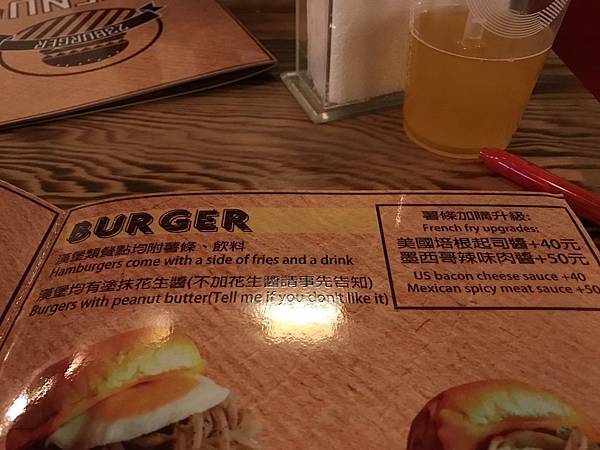 MENU
22BURGER
BURGER
漢堡類餐點均附薯條、飲料
Hamburgers come with a side of fries and a drink
漢堡均有塗抹花生醬(不加花生醬請事先告知)
Burgers with peanut butter(Tell me if you don't like it)
薯條加購升級:
French fry upgrades:
美國培根起司醬+40元
墨西哥辣味肉醬+50元
US bacon cheese sauce +40
Mexican spicy meat sauce +50